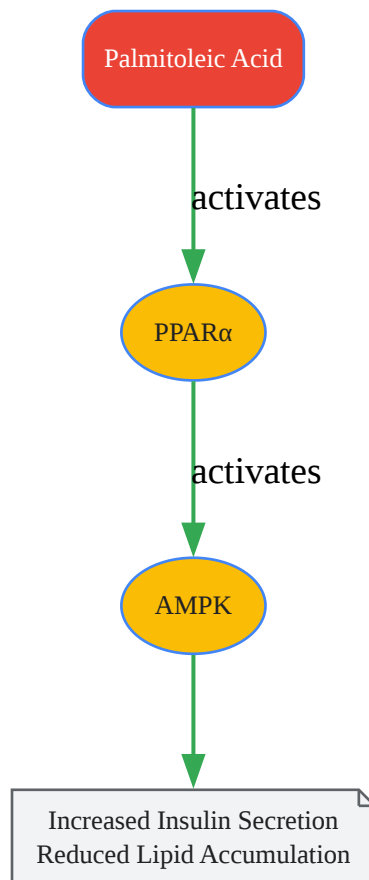 Palmitoleic Acid
activates
PPARα
activates
AMPK
Increased Insulin Secretion
Reduced Lipid Accumulation